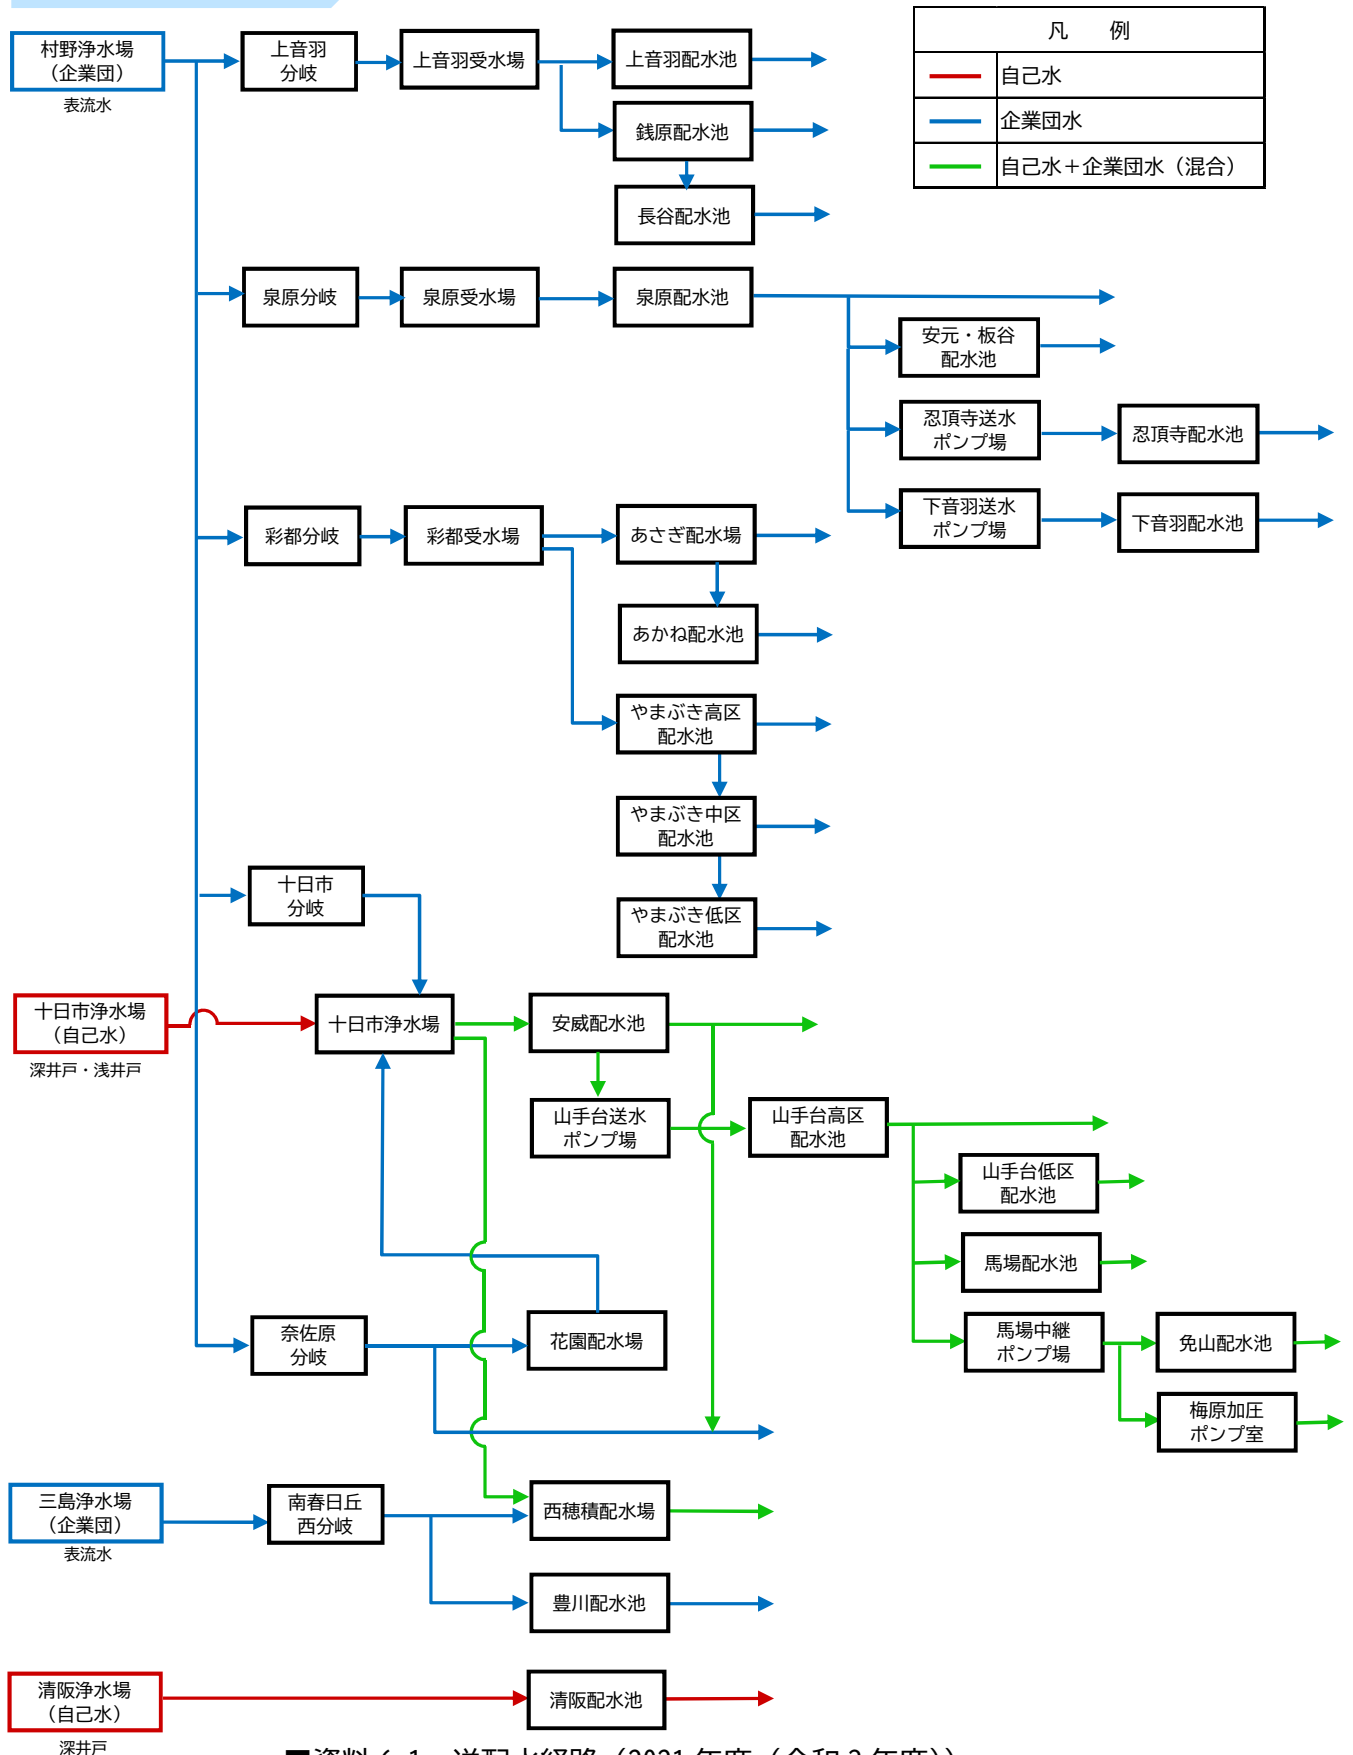 凡　例
自己水
企業団水
自己水＋企業団水（混合）
村野浄水場
（企業団）
表流水
上音羽
分岐
上音羽受水場
上音羽配水池
銭原配水池
長谷配水池
泉原分岐
泉原受水場
泉原配水池
安元・板谷
配水池
忍頂寺送水
ポンプ場
忍頂寺配水池
下音羽送水
ポンプ場
下音羽配水池
彩都分岐
彩都受水場
あさぎ配水場
あかね配水池
やまぶき高区
配水池
やまぶき中区
配水池
やまぶき低区
配水池
十日市
分岐
十日市浄水場
（自己水）
深井戸・浅井戸
十日市浄水場
安威配水池
山手台送水
ポンプ場
山手台高区
配水池
山手台低区
配水池
馬場配水池
馬場中継
ポンプ場
免山配水池
梅原加圧
ポンプ室
奈佐原
分岐
花園配水場
三島浄水場
（企業団）
表流水
南春日丘
西分岐
西穂積配水場
豊川配水池
清阪浄水場
（自己水）
深井戸
清阪配水池